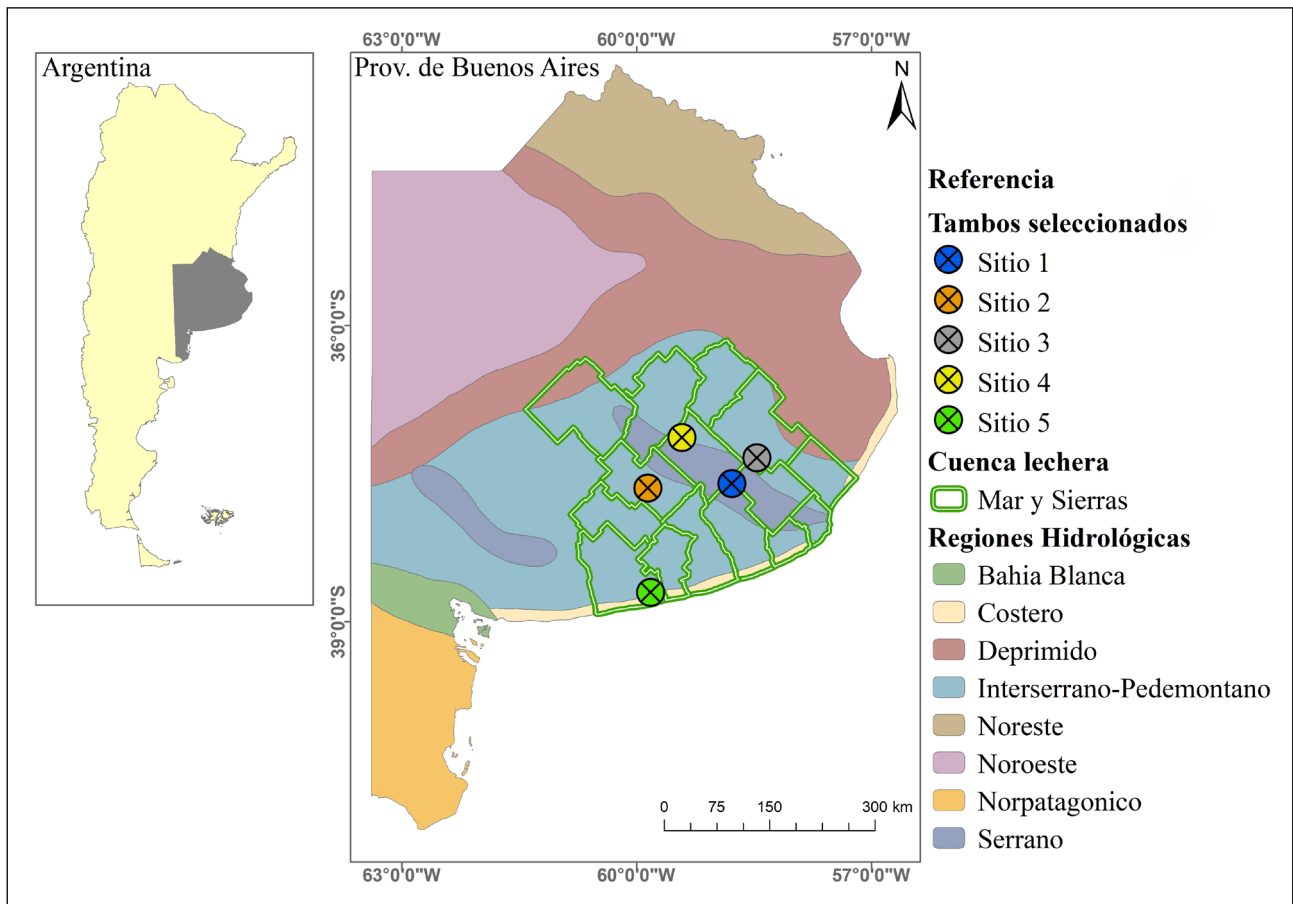 Argentina
Prov. de Buenos Aires
63°0'0"W
60°0'0"W
57°0'0"W
N
36°0'0"S
39°0'0"S
0 75 150 300 km
63°0'0"W
60°0'0"W
57°0'0"W
Referencia
Tambos seleccionados
Sitio 1
Sitio 2
Sitio 3
Sitio 4
Sitio 5
Cuenca lechera
Mar y Sierras
Regiones Hidrológicas
Bahia Blanca
Costero
Deprimido
Interserrano-Pedemontano
Noreste
Noroeste
Norpatagonico
Serrano